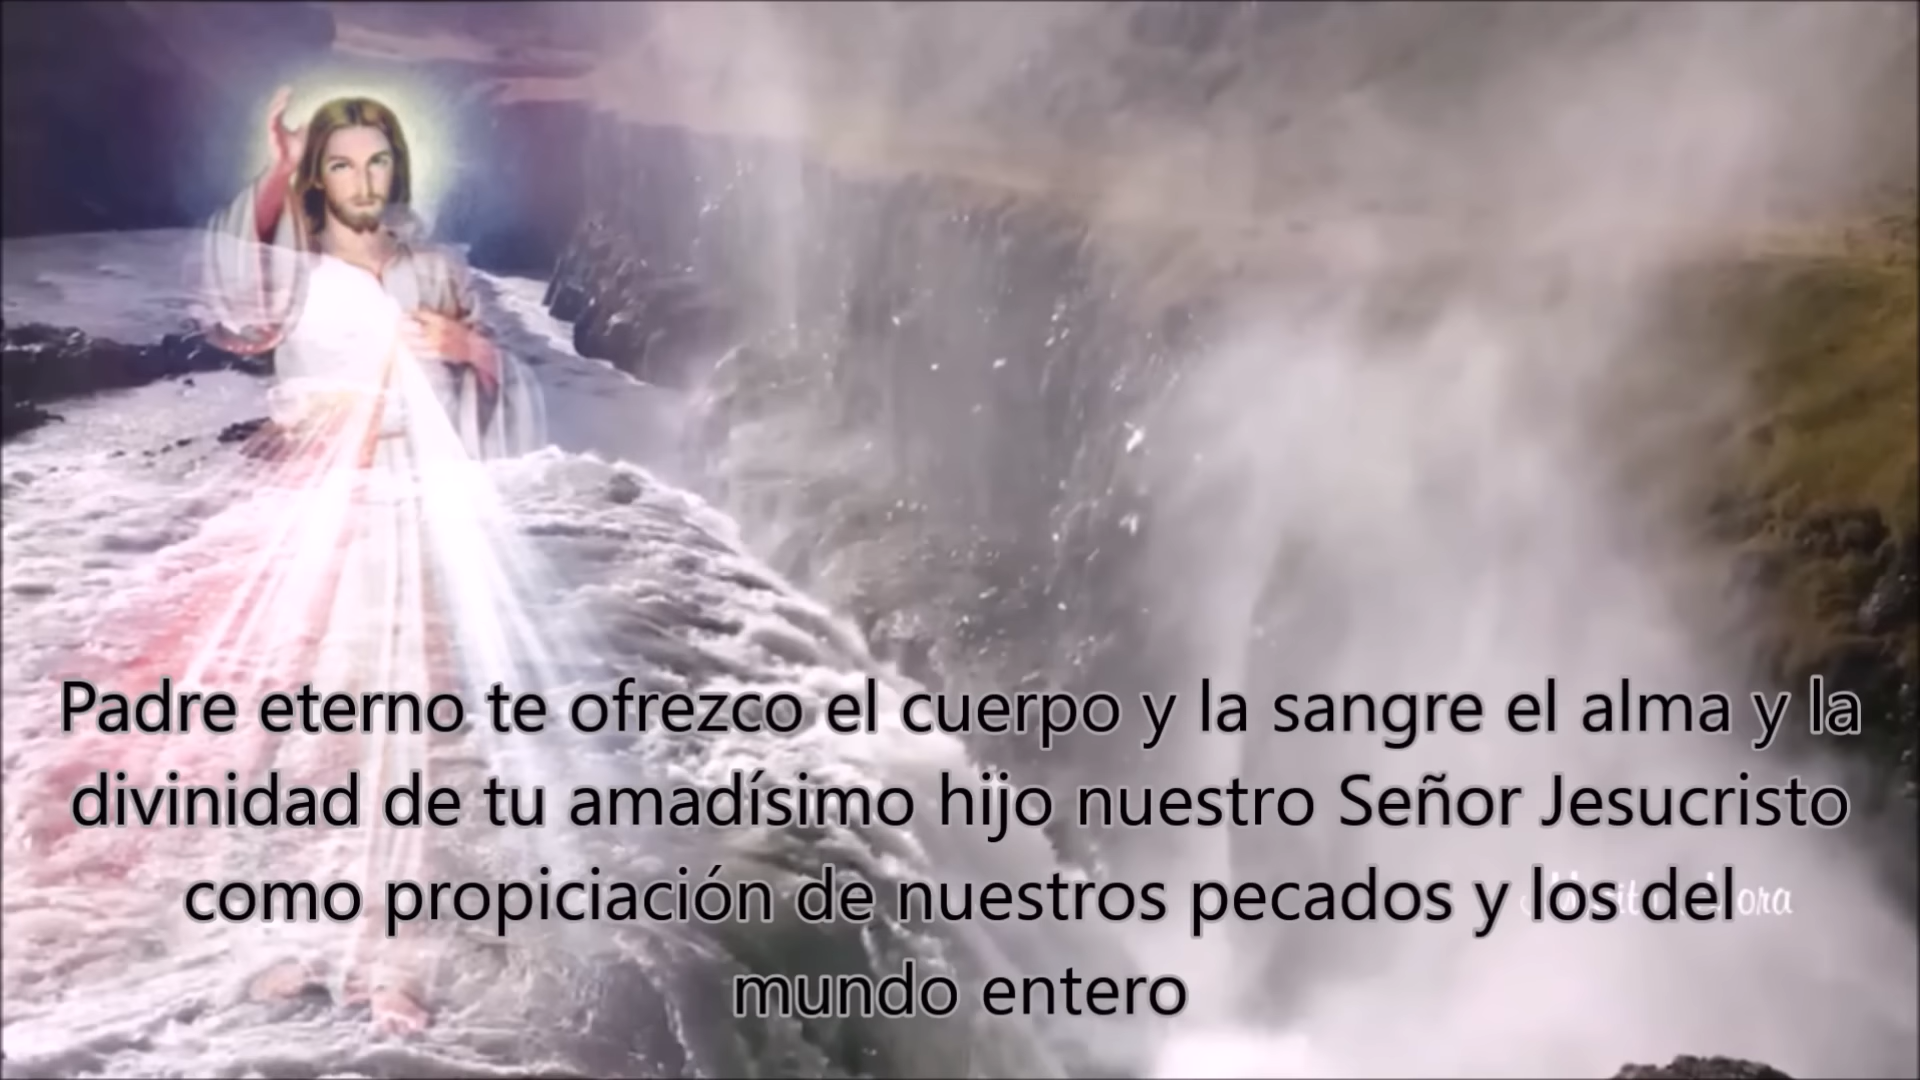 Padre eterno te ofrezco el cuerpo y la sangre el alma y la
divinidad de tu amadísimo hijo nuestro Señor Jesucristo
como propiciación de nuestros pecados y los del
mundo entero